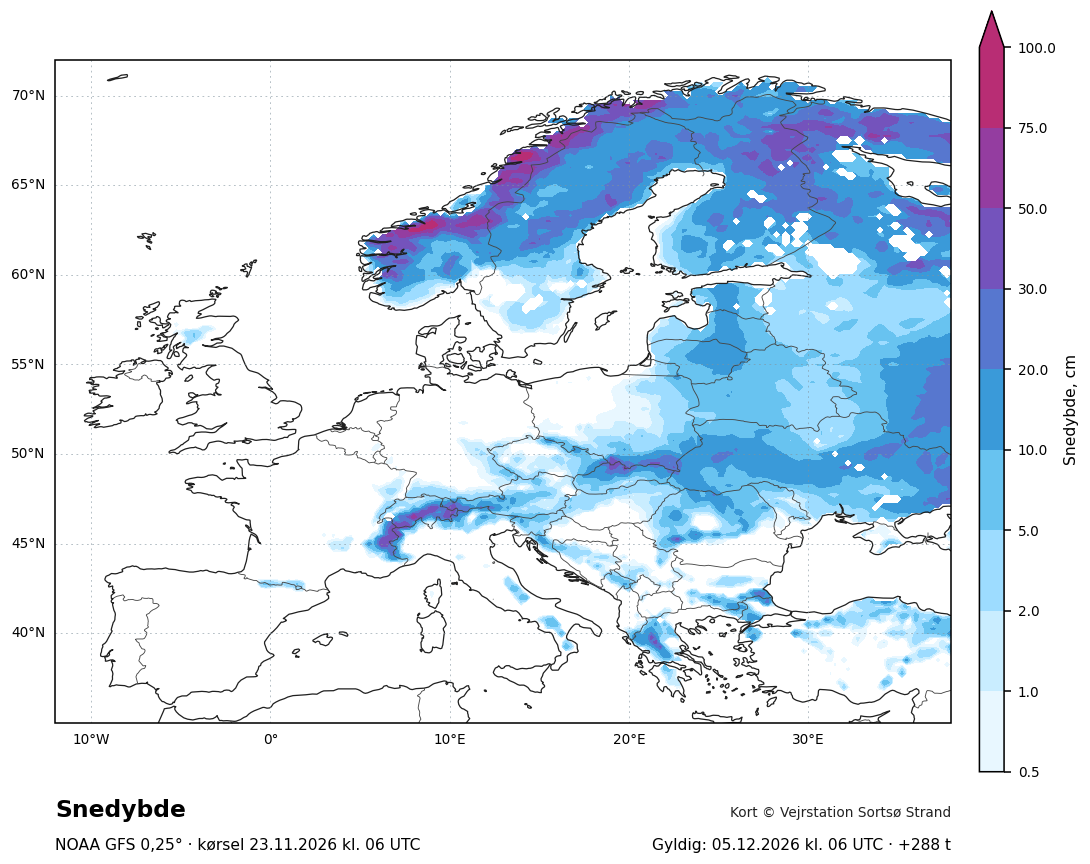 100.0
75.0
50.0
30.0
20.0
10.0
5.0
2.0
1.0
0.5
Snedybde, cm
70°N
65°N
60°N
55°N
50°N
45°N
40°N
10°W 0° 10°E 20°E 30°E
Snedybde
Kort © Vejrstation Sortsø Strand
NOAA GFS 0,25° · kørsel 23.11.2026 kl. 06 UTC
Gyldig: 05.12.2026 kl. 06 UTC · +288 t